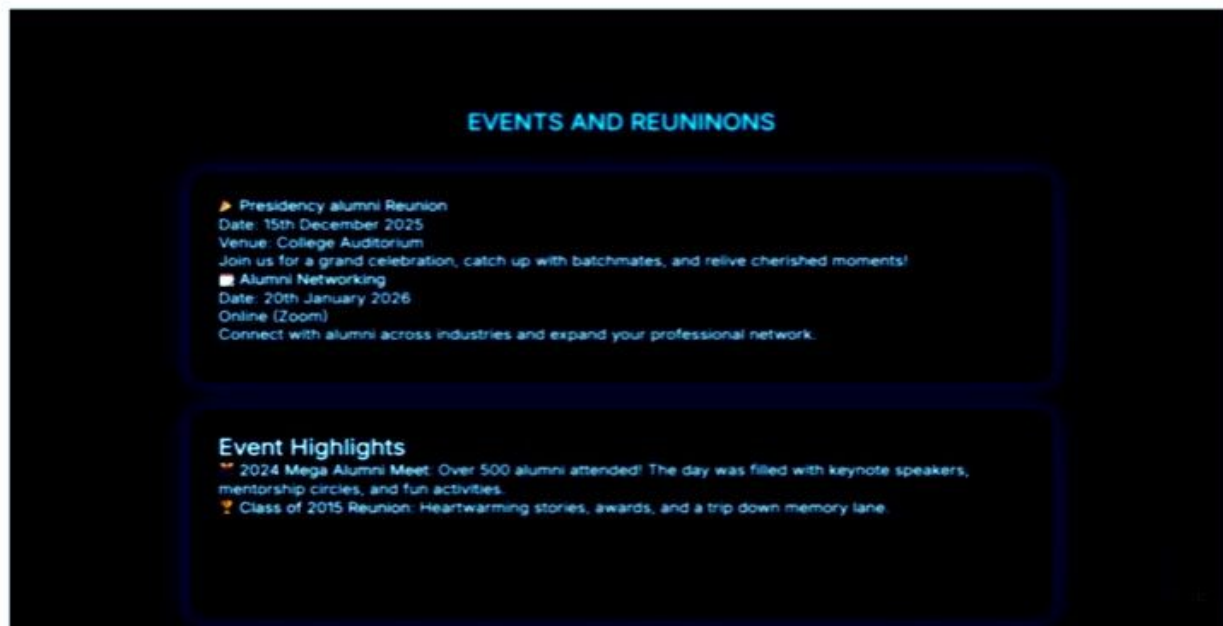 EVENTS AND REUNINONS
Presidency alumni Reunion
Date: 15th December 2025
Venue: College Auditorium
Join us for a grand celebration, catch up with batchmates, and relive cherished moments!
Alumni Networking
Date: 20th January 2026
Online (Zoom)
Connect with alumni across industries and expand your professional network.
Event Highlights
2024 Mega Alumni Meet: Over 500 alumni attended! The day was filled with keynote speakers,
mentorship circles, and fun activities.
Class of 2015 Reunion: Heartwarming stories, awards, and a trip down memory lane.